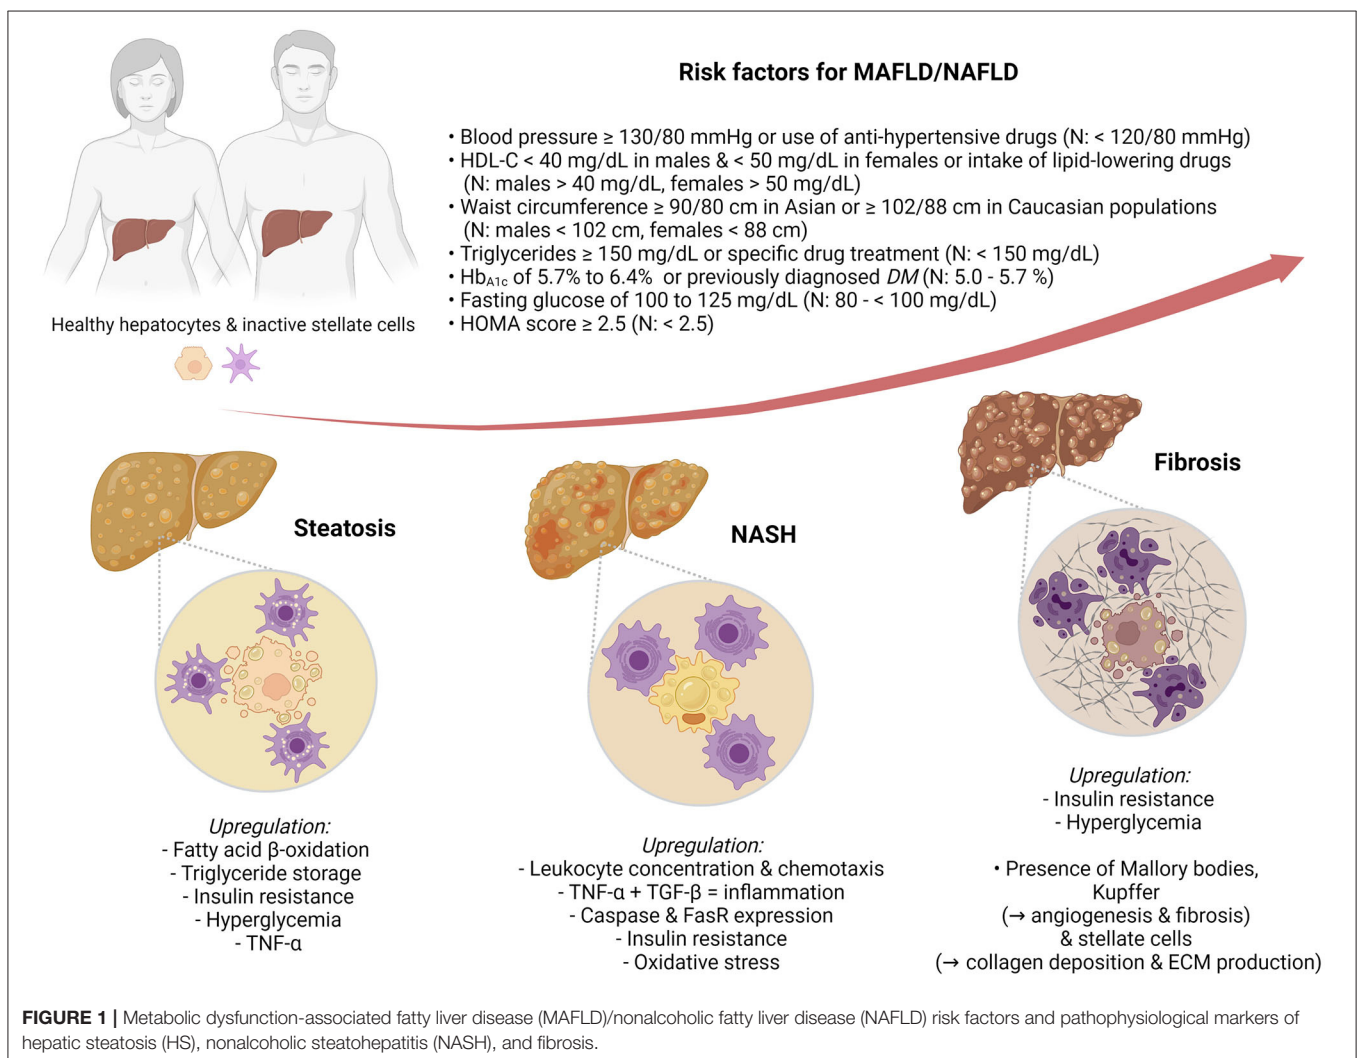 Risk factors for MAFLD/NAFLD
• Blood pressure ≥ 130/80 mmHg or use of anti-hypertensive drugs (N: < 120/80 mmHg)
• HDL-C < 40 mg/dL in males & < 50 mg/dL in females or intake of lipid-lowering drugs
(N: males > 40 mg/dL, females > 50 mg/dL)
• Waist circumference ≥ 90/80 cm in Asian or ≥ 102/88 cm in Caucasian populations
(N: males < 102 cm, females < 88 cm)
• Triglycerides ≥ 150 mg/dL or specific drug treatment (N: < 150 mg/dL)
• HbA1c of 5.7% to 6.4% or previously diagnosed DM (N: 5.0 - 5.7 %)
• Fasting glucose of 100 to 125 mg/dL (N: 80 - < 100 mg/dL)
• HOMA score ≥ 2.5 (N: < 2.5)
Healthy hepatocytes & inactive stellate cells
Steatosis
Upregulation:
- Fatty acid β-oxidation
- Triglyceride storage
- Insulin resistance
- Hyperglycemia
- TNF-α
NASH
Upregulation:
- Leukocyte concentration & chemotaxis
- TNF-α + TGF-β = inflammation
- Caspase & FasR expression
- Insulin resistance
- Oxidative stress
Fibrosis
Upregulation:
- Insulin resistance
- Hyperglycemia
• Presence of Mallory bodies,
Kupffer
(→ angiogenesis & fibrosis)
& stellate cells
(→ collagen deposition & ECM production)
FIGURE 1 | Metabolic dysfunction-associated fatty liver disease (MAFLD)/nonalcoholic fatty liver disease (NAFLD) risk factors and pathophysiological markers of
hepatic steatosis (HS), nonalcoholic steatohepatitis (NASH), and fibrosis.